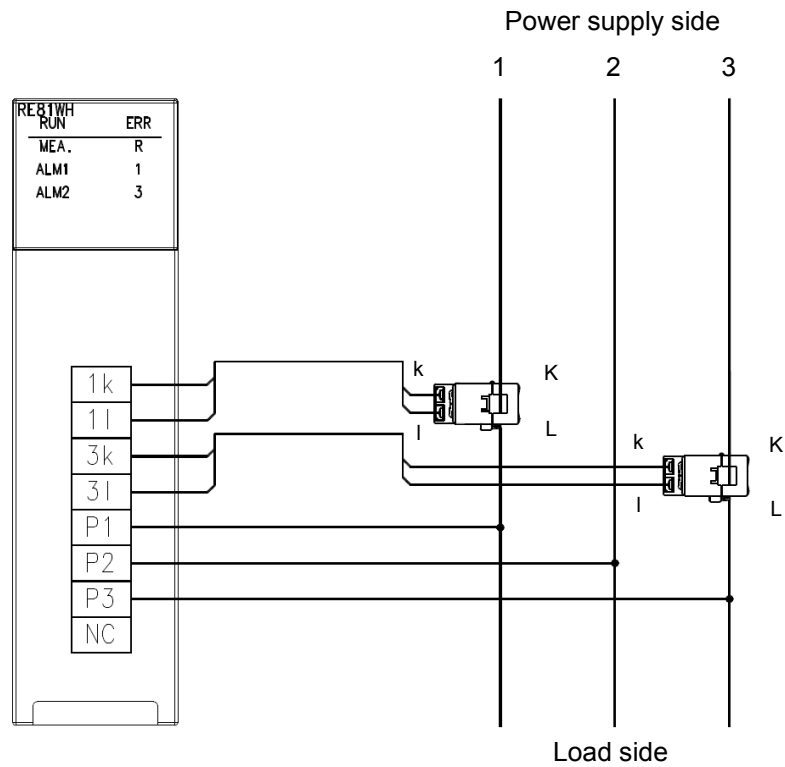 Power supply side
1 2 3
RE81WH
RUN ERR
MEA. R
ALM1 1
ALM2 3
k K
1k
1l
l L
k K
3k
3l
l L
P1
P2
P3
NC
Load side